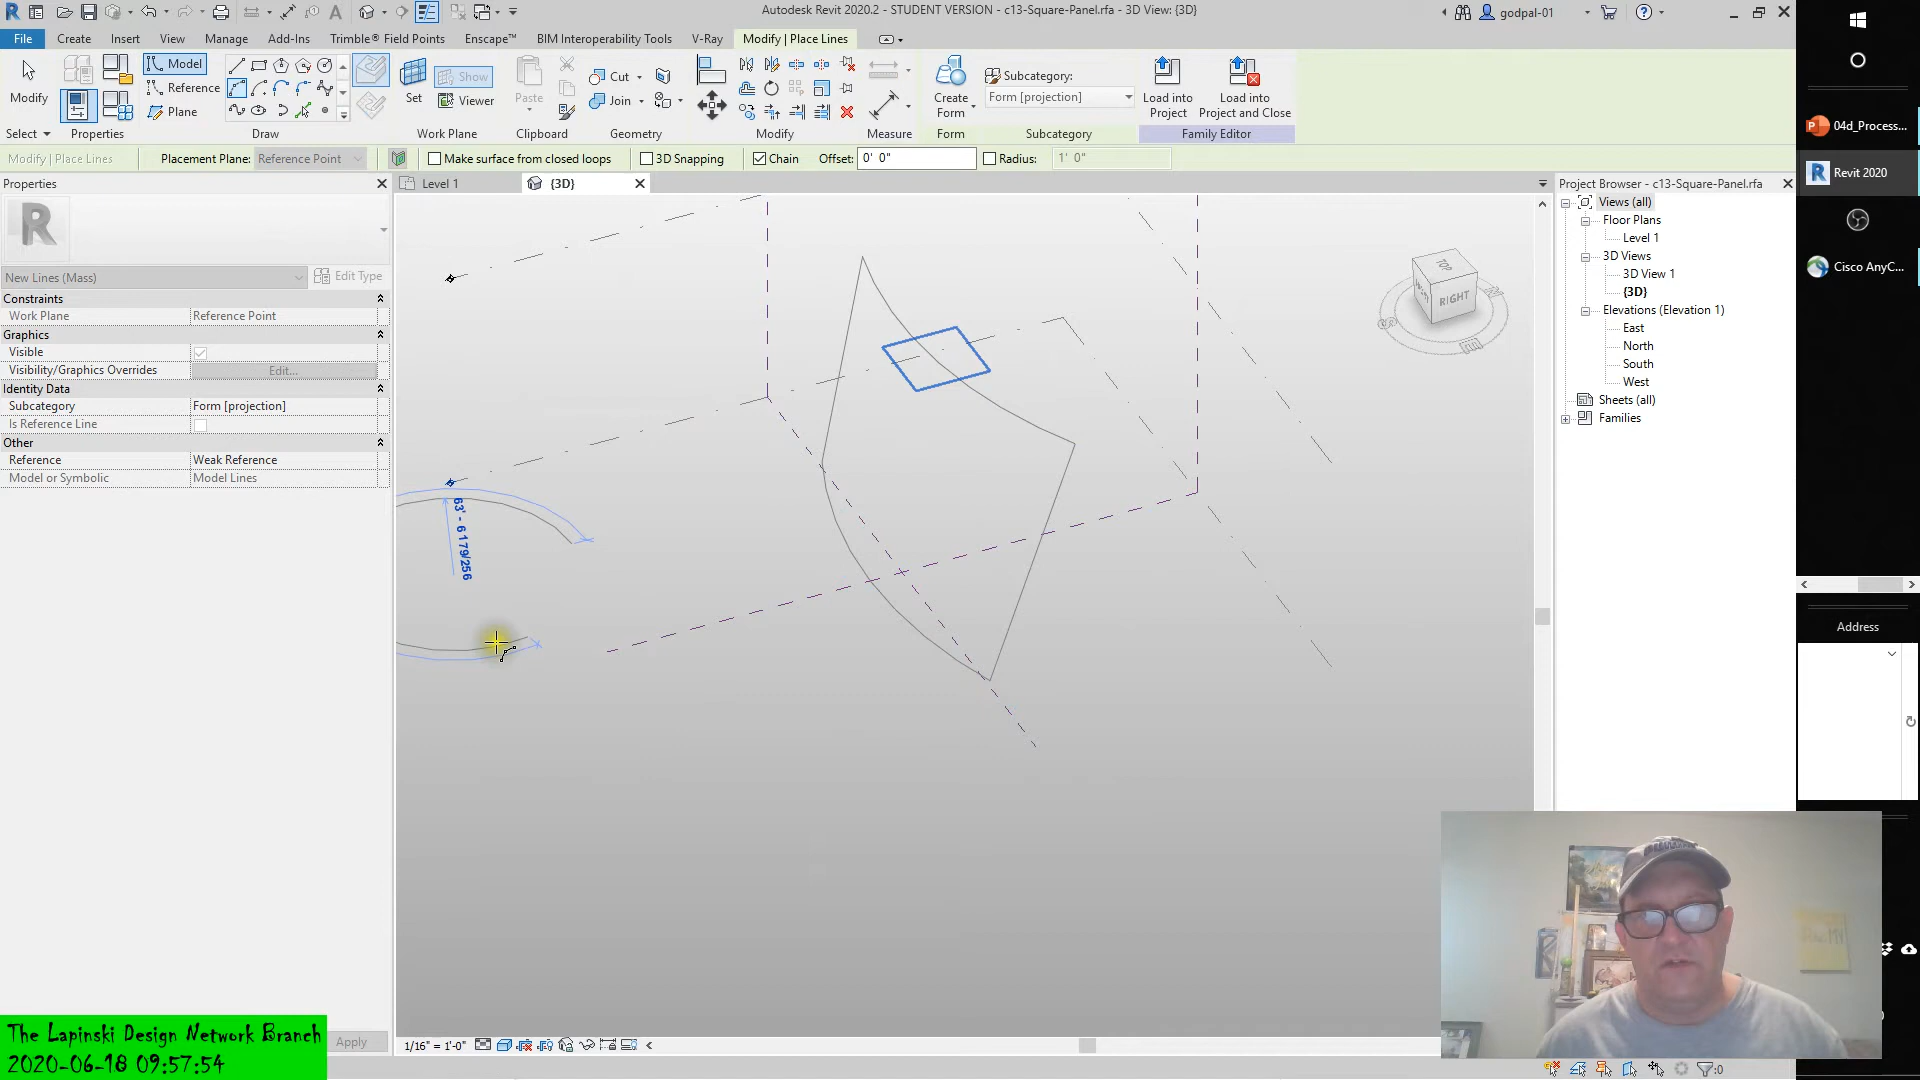 Autodesk Revit 2020.2 - STUDENT VERSION - c13-Square-Panel.rfa - 3D View: {3D}
godpal-01
File Create Insert View Manage Add-Ins Trimble® Field Points Enscape™ BIM Interoperability Tools V-Ray Modify | Place Lines
Modify
Model
Reference
Plane
Set
Show
Viewer
Paste
Cut
Join
Create
Form
Subcategory:
Form [projection]
Load into
Project
Load into
Project and Close
Select Properties Draw Work Plane Clipboard Geometry Modify Measure Form Subcategory Family Editor
Modify | Place Lines Placement Plane: Reference Point Make surface from closed loops 3D Snapping Chain Offset: 0' 0" Radius: 1' 0"
Properties
Level 1
{3D}
New Lines (Mass)
Edit Type
Constraints
Work Plane Reference Point
Graphics
Visible
Visibility/Graphics Overrides Edit...
Identity Data
Subcategory Form [projection]
Is Reference Line
Other
Reference Weak Reference
Model or Symbolic Model Lines
Apply
63' - 6 179/256
TOP
RIGHT
Project Browser - c13-Square-Panel.rfa
Views (all)
Floor Plans
Level 1
3D Views
3D View 1
{3D}
Elevations (Elevation 1)
East
North
South
West
Sheets (all)
Families
04d_Process...
Revit 2020
Cisco AnyC...
Address
1/16" = 1'-0"
:0
The Lapinski Design Network Branch
2020-06-18 09:57:54